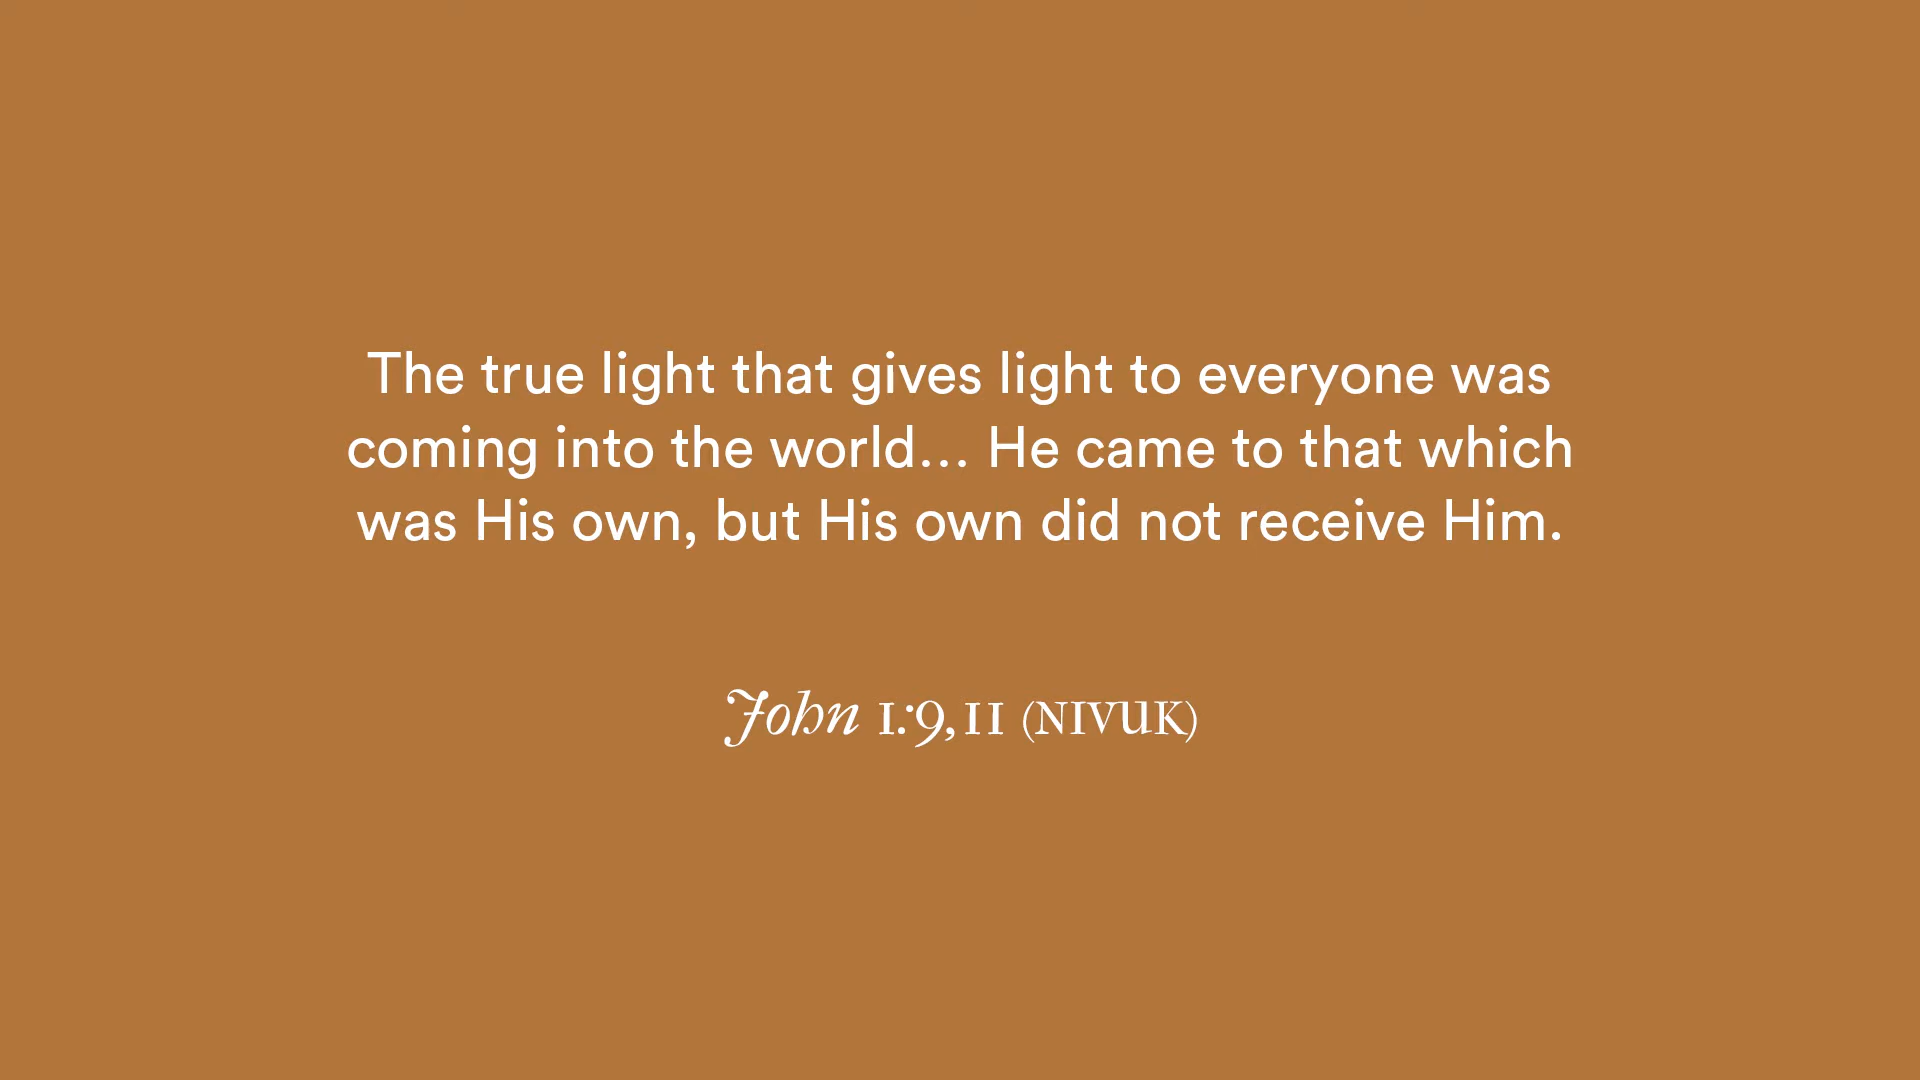 The true light that gives light to everyone was
coming into the world… He came to that which
was His own, but His own did not receive Him.
John 1:9,11 (NIVUK)